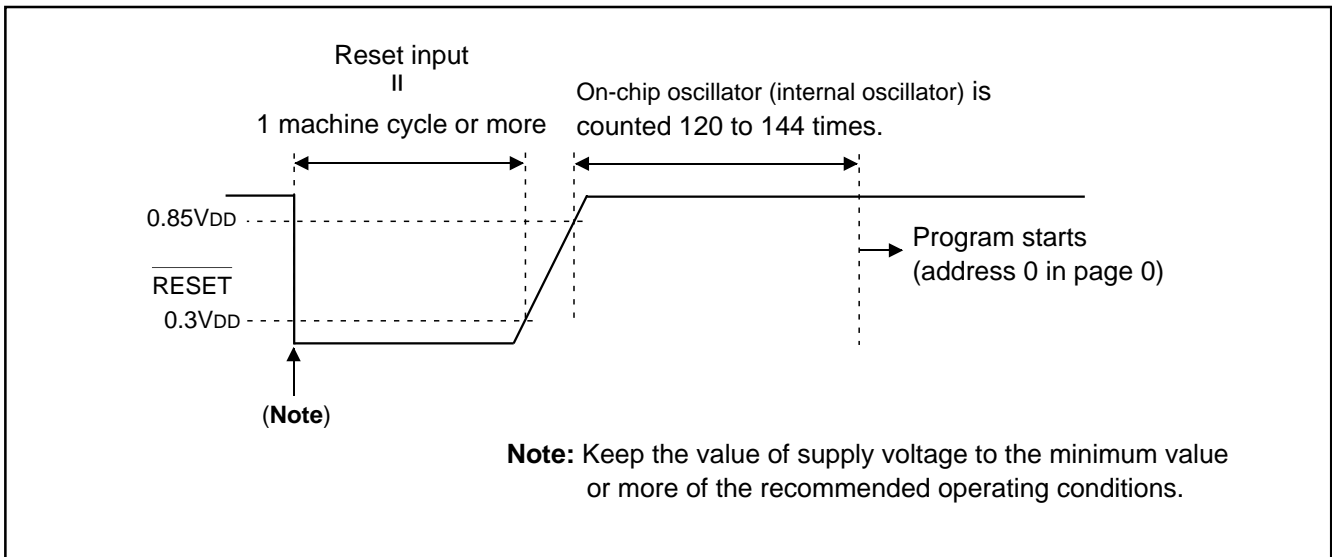 Reset input
=
1 machine cycle or more
On-chip oscillator (internal oscillator) is
counted 120 to 144 times.
0.85VDD
RESET
0.3VDD
Program starts
(address 0 in page 0)
(Note)
Note: Keep the value of supply voltage to the minimum value
or more of the recommended operating conditions.